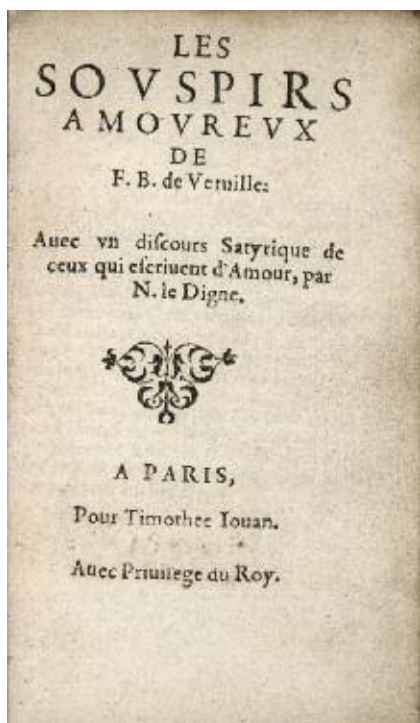 LES
SOVSPIRS
AMOVREVX
DE
F. B. de Veruille:
Auec vn diſcours Satyrique de
ceux qui eſcriuent d'Amour, par
N. le Digne.
A PARIS,
Pour Timothee Iouan.
Auec Priuilege du Roy.